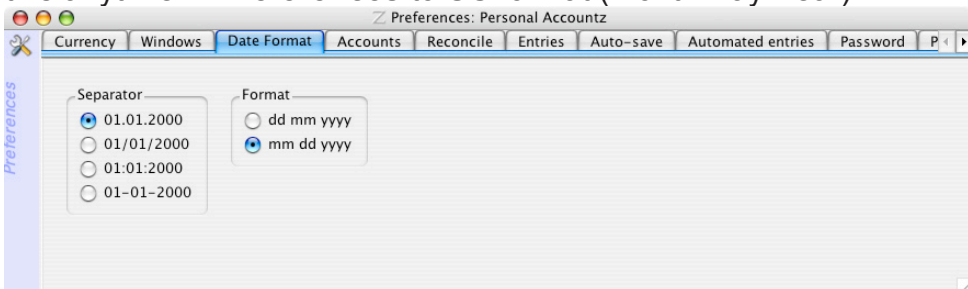 Preferences: Personal Accountz
Currency Windows Date Format Accounts Reconcile Entries Auto-save Automated entries Password P
Preferences
Separator Format
01.01.2000 dd mm yyyy
01/01/2000 mm dd yyyy
01:01:2000
01-01-2000